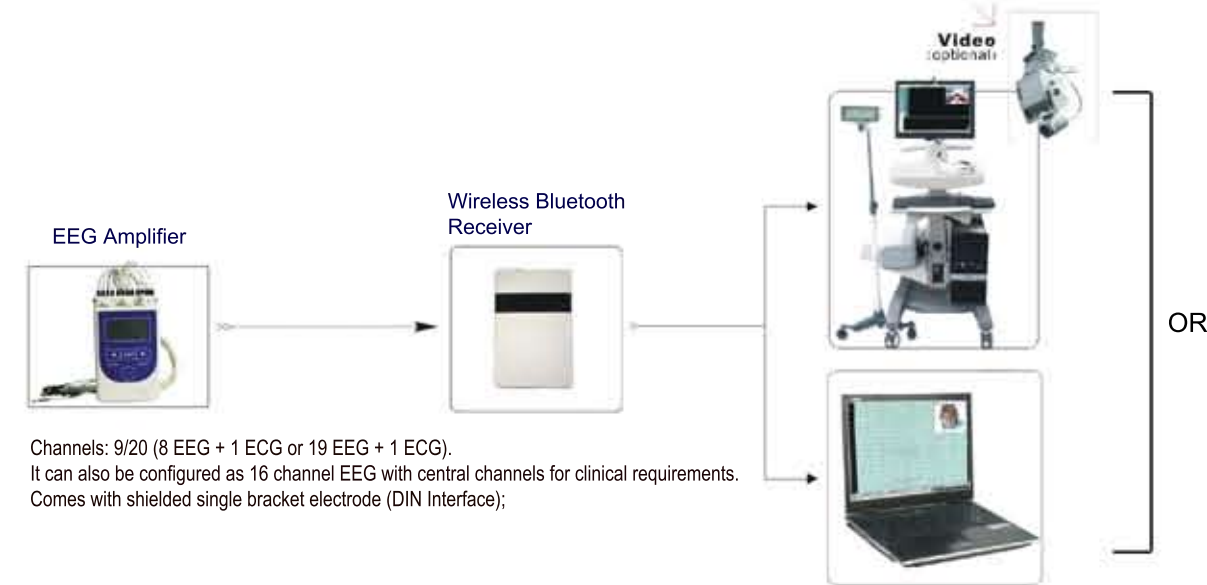 Video
(optional)
Wireless Bluetooth
Receiver
EEG Amplifier
OR
Channels: 9/20 (8 EEG + 1 ECG or 19 EEG + 1 ECG).
It can also be configured as 16 channel EEG with central channels for clinical requirements.
Comes with shielded single bracket electrode (DIN Interface);